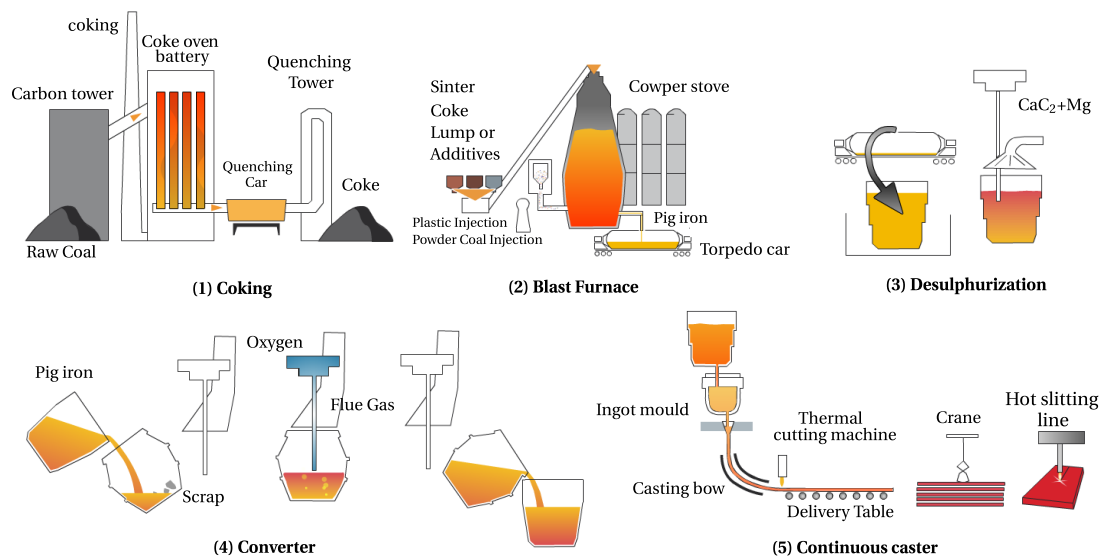 coking
Coke oven
battery
Carbon tower
Quenching
Tower
Quenching
Car
Coke
Raw Coal
(1) Coking
Sinter
Coke
Lump or
Additives
Cowper stove
Plastic Injection
Powder Coal Injection
Pig iron
Torpedo car
(2) Blast Furnace
CaC₂+Mg
(3) Desulphurization
Pig iron
Scrap
Oxygen
Flue Gas
(4) Converter
Ingot mould
Casting bow
Thermal
cutting machine
Delivery Table
Crane
Hot slitting
line
(5) Continuous caster